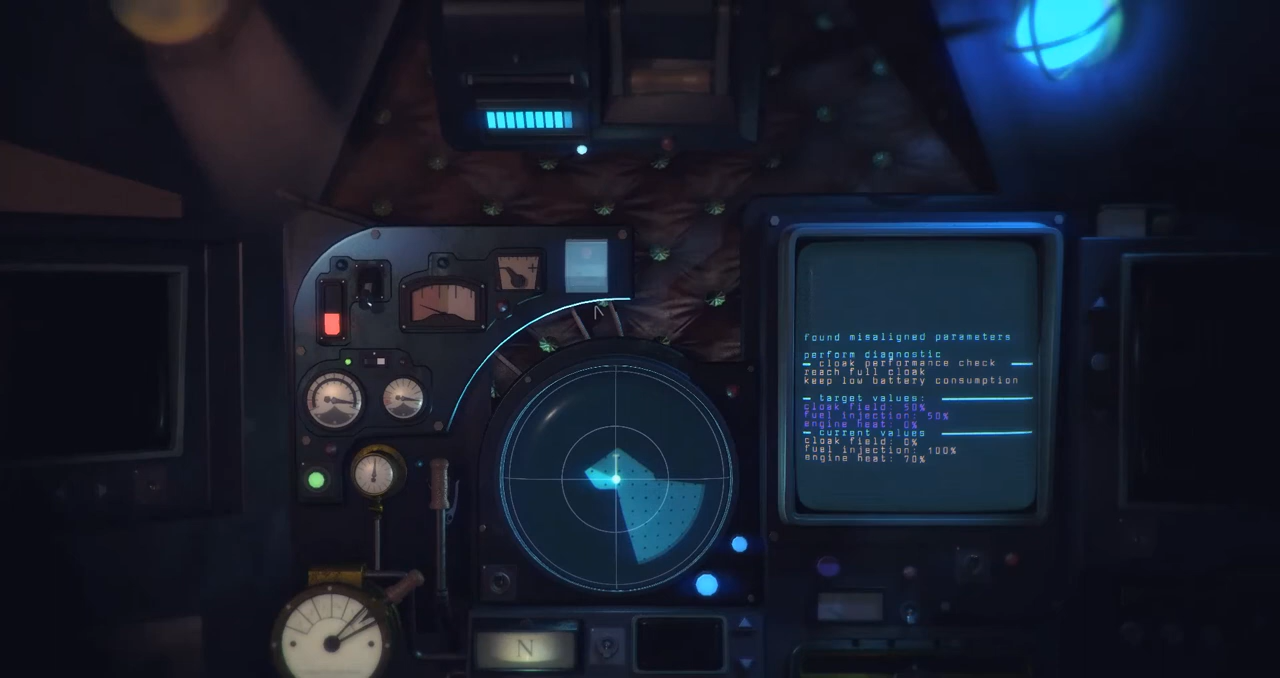 found misaligned parameters
perform diagnostic
cloak performance check
reach full cloak
keep low battery consumption
target values:
cloak field: 50%
fuel injection: 50%
engine heat: 0%
current values
cloak field: 0%
fuel injection: 100%
engine heat: 70%
N